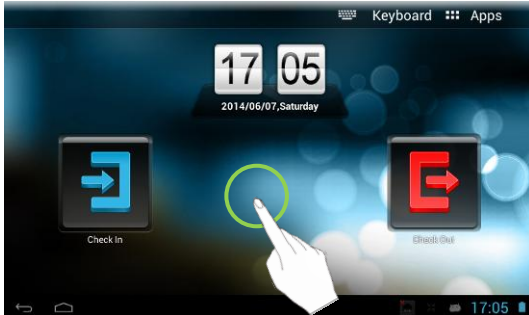 Keyboard Apps
17 05
2014/06/07,Saturday
Check In
Check Out
17:05